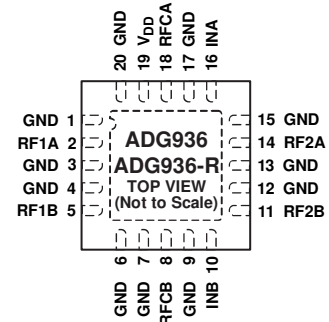 20 GND
19 VDD
18 RFCA
17 GND
16 INA
GND 1
RF1A 2
GND 3
GND 4
RF1B 5
ADG936
ADG936-R
TOP VIEW
(Not to Scale)
15 GND
14 RF2A
13 GND
12 GND
11 RF2B
GND 6
GND 7
RFCB 8
GND 9
INB 10